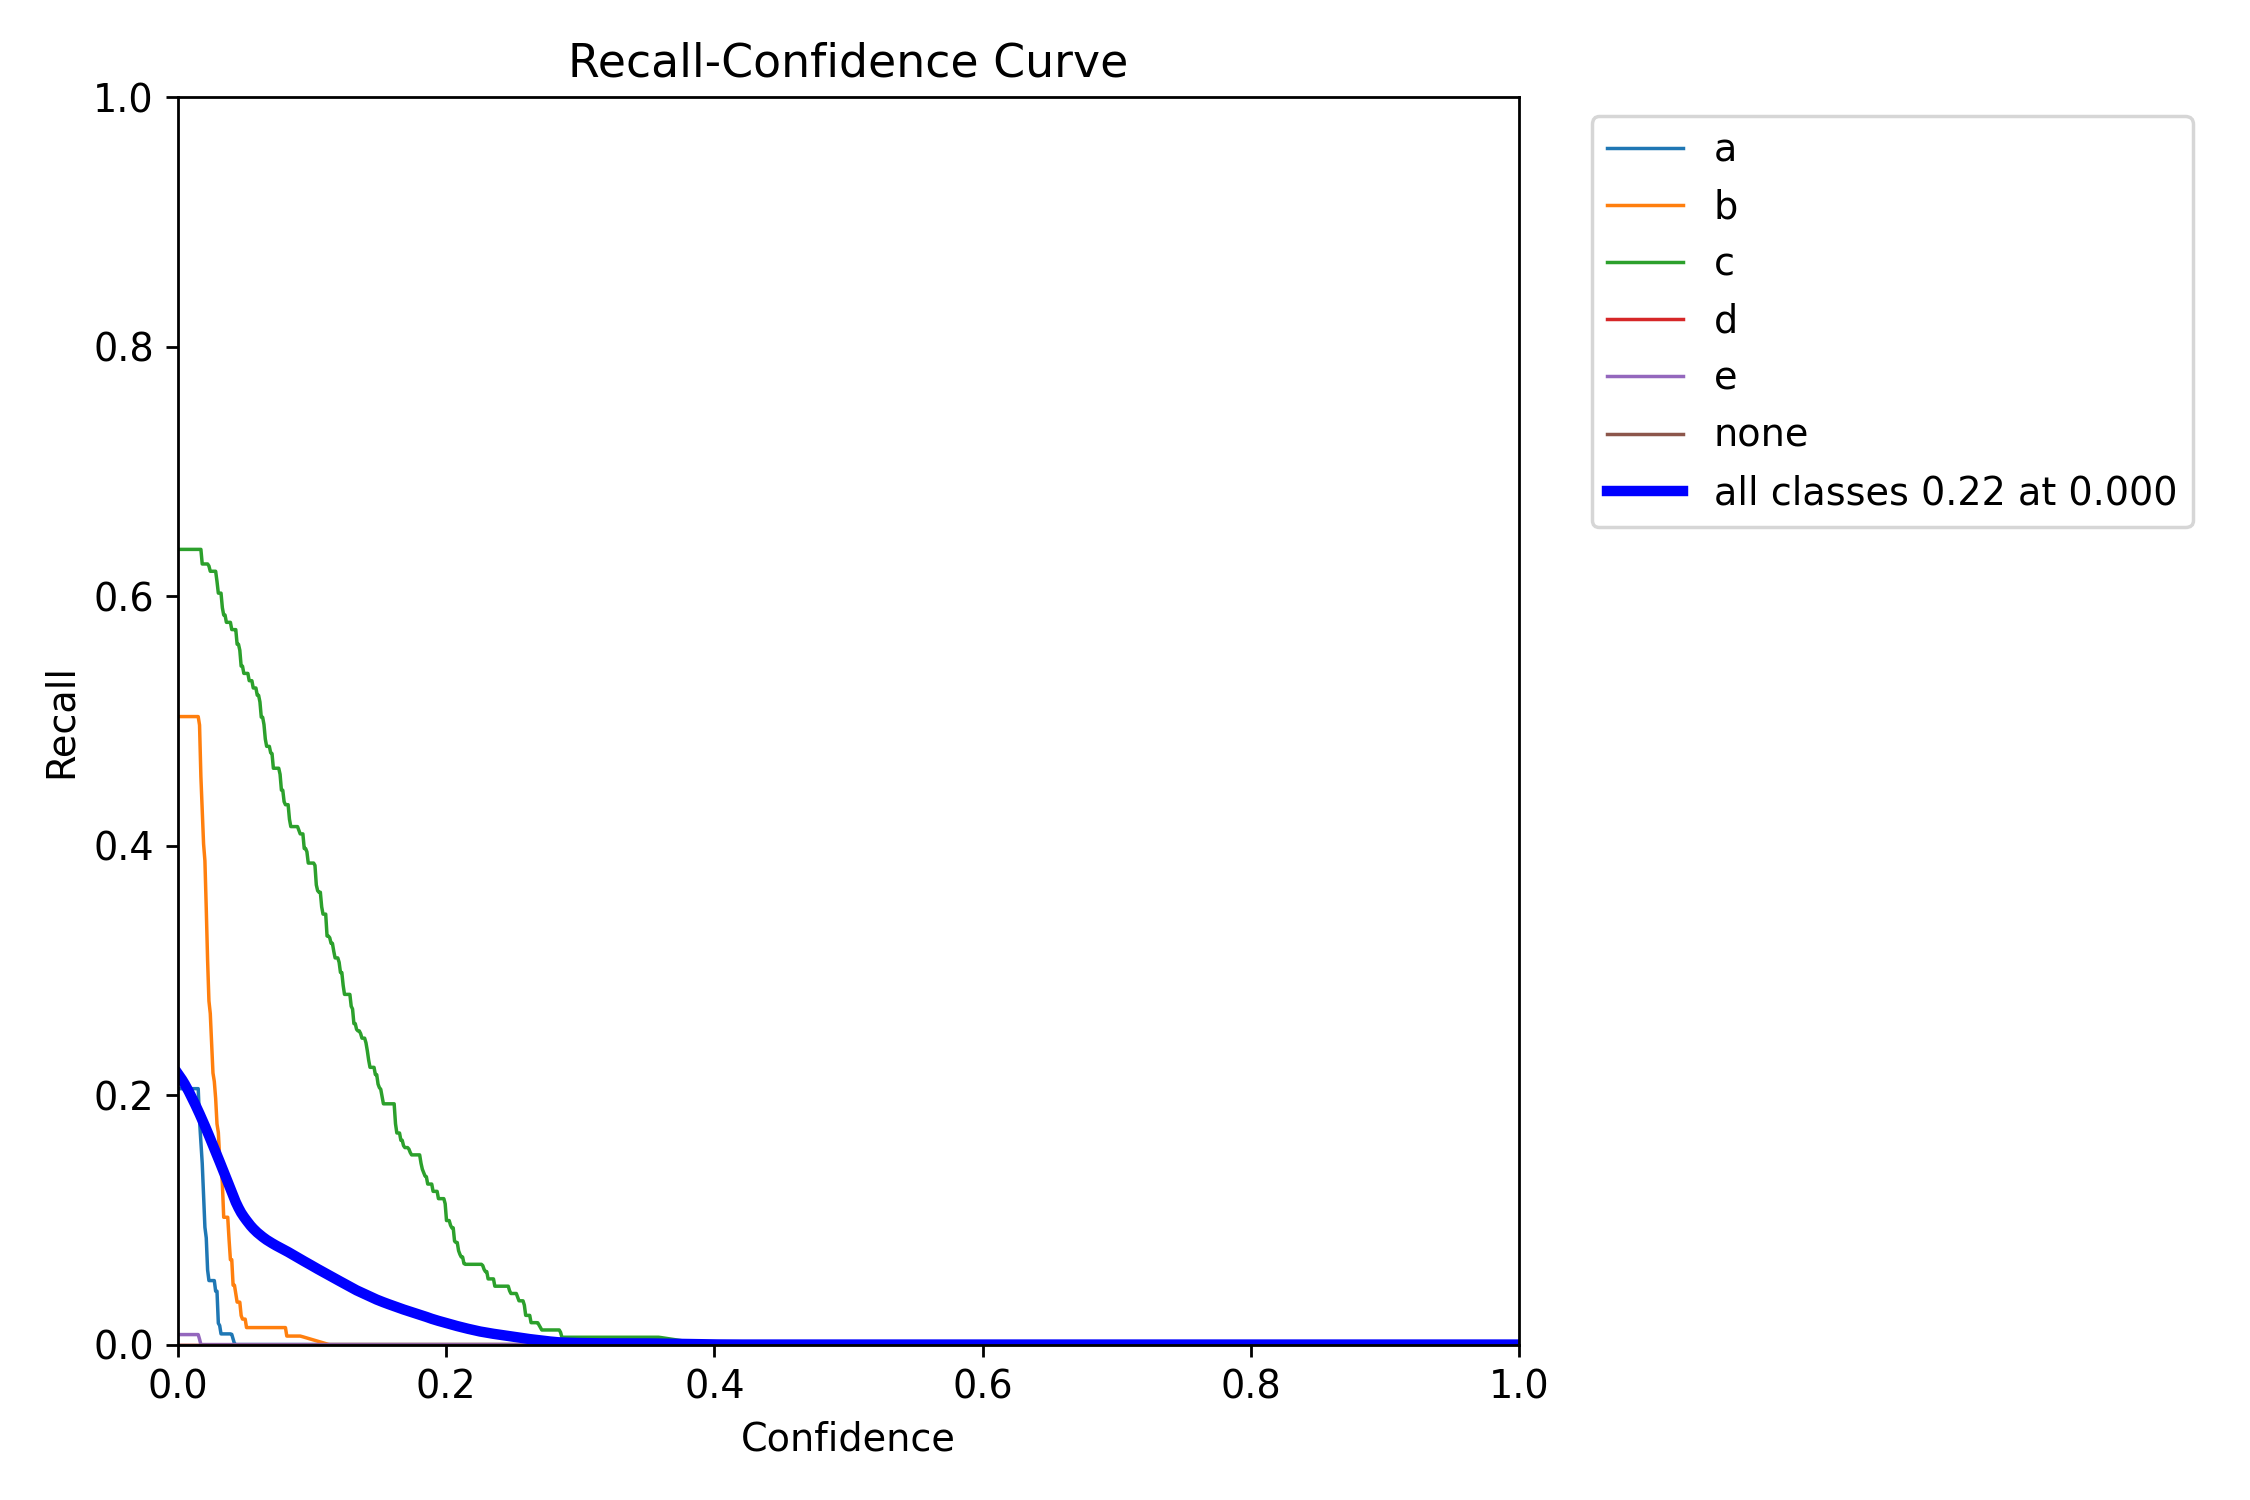 Recall-Confidence Curve
1.0
0.8
0.6
0.4
0.2
0.0
Recall
0.0 0.2 0.4 0.6 0.8 1.0
Confidence
a
b
c
d
e
none
all classes 0.22 at 0.000